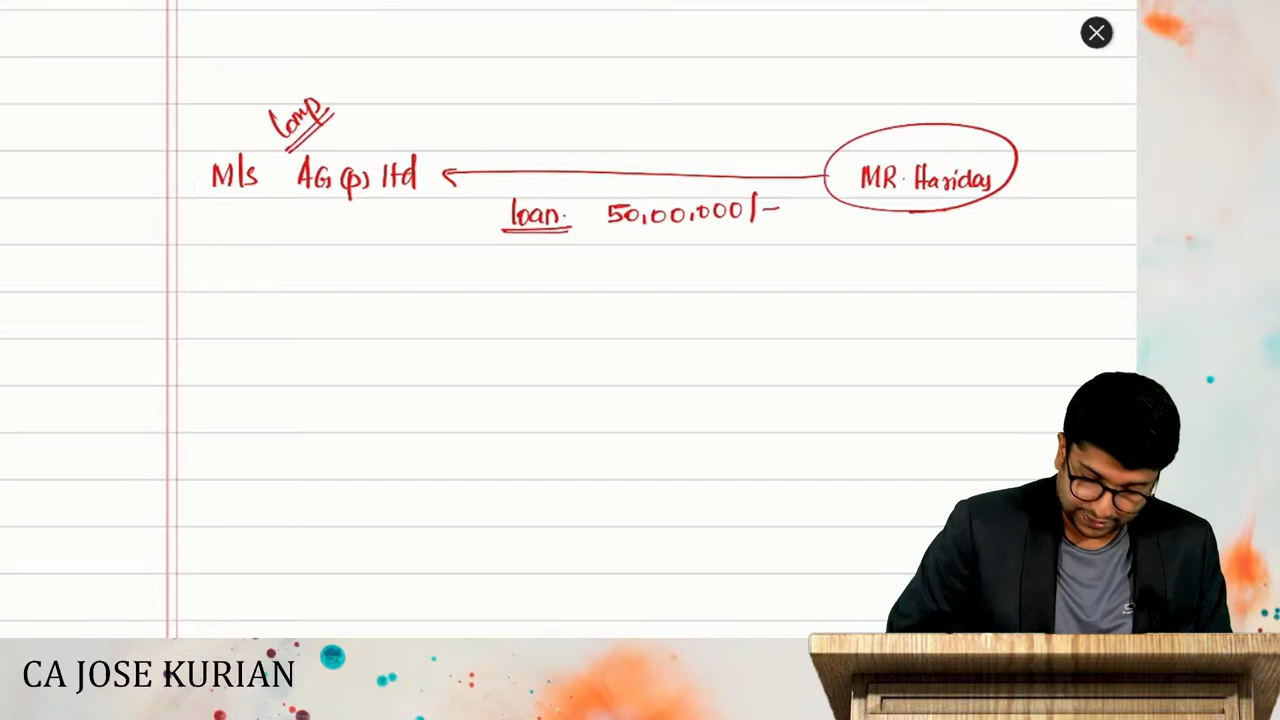 Comp
M/s AG (P) ltd
MR. Haridas
loan. 50,00,000/-
CA JOSE KURIAN